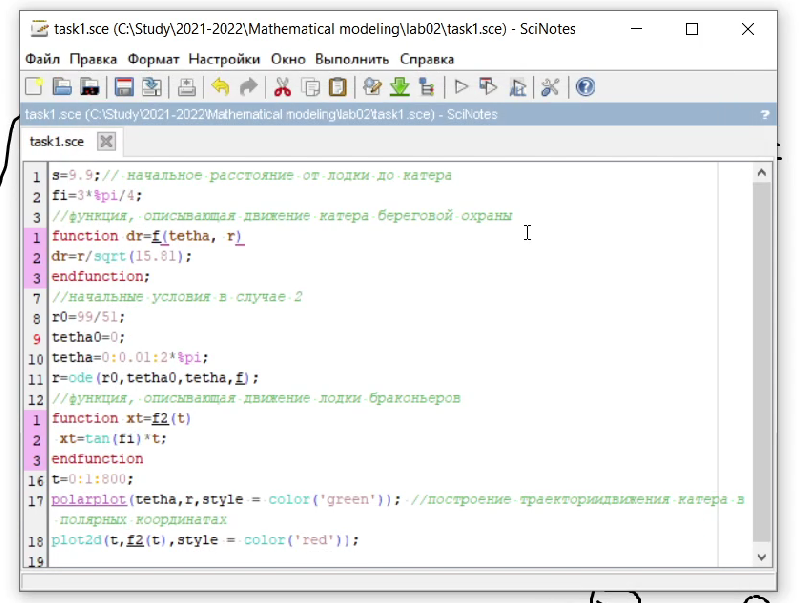 task1.sce (C:\Study\2021-2022\Mathematical modeling\lab02\task1.sce) - SciNotes
Файл Правка Формат Настройки Окно Выполнить Справка
task1.sce (C:\Study\2021-2022\Mathematical modeling\lab02\task1.sce) - SciNotes ?
task1.sce
1 s=9.9;// начальное расстояние от лодки до катера
2 fi=3*%pi/4;
3 //функция, описывающая движение катера береговой охраны
1 function dr=f(tetha, r)
2 dr=r/sqrt(15.81);
3 endfunction;
7 //начальные условия в случае 2
8 r0=99/51;
9 tetha0=0;
10 tetha=0:0.01:2*%pi;
11 r=ode(r0,tetha0,tetha,f);
12 //функция, описывающая движение лодки браконьеров
1 function xt=f2(t)
2 xt=tan(fi)*t;
3 endfunction
16 t=0:1:800;
17 polarplot(tetha,r,style = color('green')); //построение траекториидвижения катера в
полярных координатах
18 plot2d(t,f2(t),style = color('red'));
19